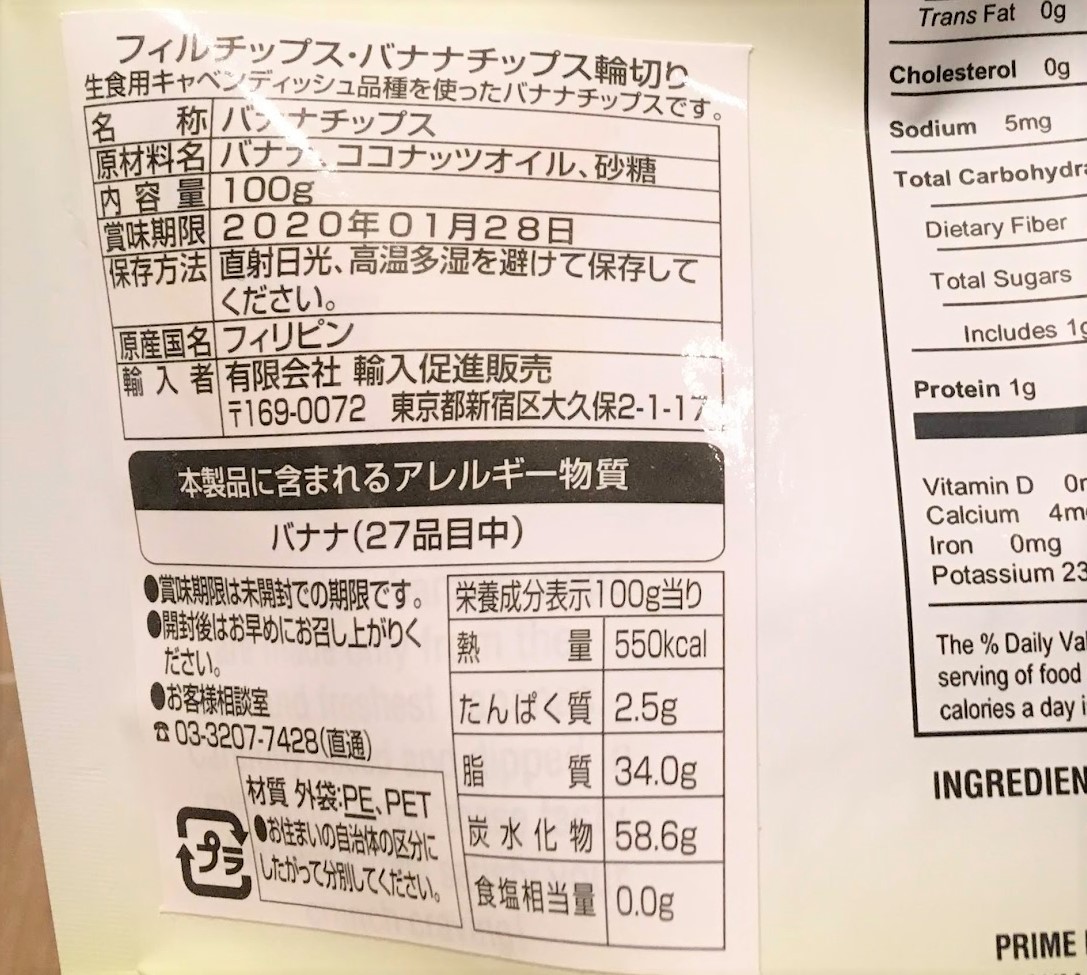 フィルチップス・バナナチップス輪切り
生食用キャベンディッシュ品種を使ったバナナチップスです。
名 称 バナナチップス
原材料名 バナナ、ココナッツオイル、砂糖
内容量 100g
賞味期限 2020年01月28日
保存方法 直射日光、高温多湿を避けて保存して
ください。
原産国名 フィリピン
輸入者 有限会社 輸入促進販売
〒169-0072 東京都新宿区大久保2-1-17
本製品に含まれるアレルギー物質
バナナ(27品目中)
●賞味期限は未開封での期限です。
●開封後はお早めにお召し上がりく
ださい。
●お客様相談室
☎03-3207-7428(直通)
材質 外袋:PE、PET
●お住まいの自治体の区分に
したがって分別してください。
プラ
栄養成分表示100g当り
熱 量 550kcal
たんぱく質 2.5g
脂 質 34.0g
炭水化物 58.6g
食塩相当量 0.0g
Trans Fat 0g
Cholesterol 0g
Sodium 5mg
Total Carbohydra
Dietary Fiber
Total Sugars
Includes 1g
Protein 1g
Vitamin D
Calcium 4m
Iron 0mg
Potassium 23
The % Daily Va
serving of food
calories a day i
INGREDIEN
PRIME